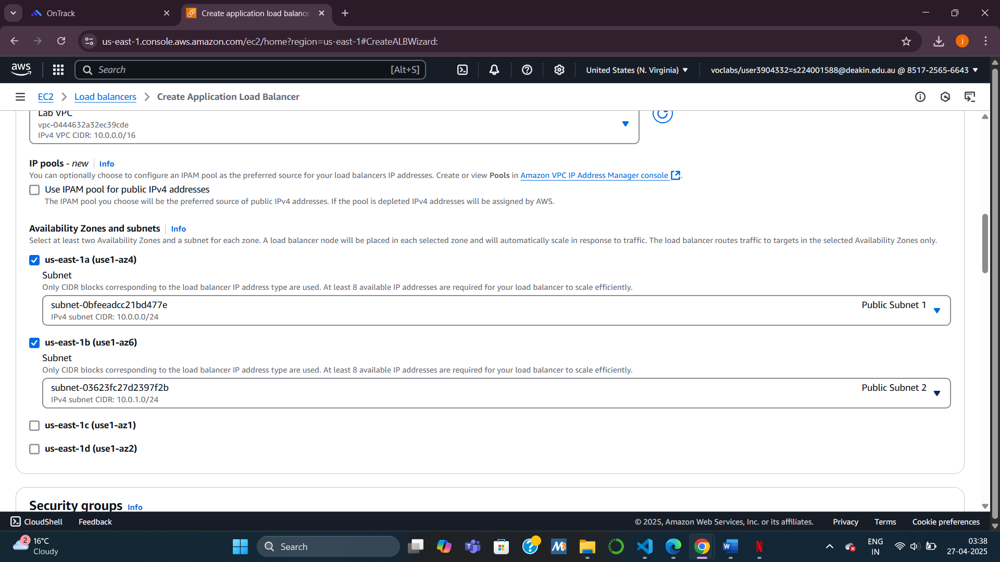 OnTrack
Create application load balance
us-east-1.console.aws.amazon.com/ec2/home?region=us-east-1#CreateALBWizard:
j
aws
Search
[Alt+S]
United States (N. Virginia)
voclabs/user3904332=s224001588@deakin.edu.au @ 8517-2565-6643
EC2 > Load balancers > Create Application Load Balancer
Lab VPC
vpc-0444632a32ec39cde
IPv4 VPC CIDR: 10.0.0.0/16
IP pools - new Info
You can optionally choose to configure an IPAM pool as the preferred source for your load balancers IP addresses. Create or view Pools in Amazon VPC IP Address Manager console.
Use IPAM pool for public IPv4 addresses
The IPAM pool you choose will be the preferred source of public IPv4 addresses. If the pool is depleted IPv4 addresses will be assigned by AWS.
Availability Zones and subnets Info
Select at least two Availability Zones and a subnet for each zone. A load balancer node will be placed in each selected zone and will automatically scale in response to traffic. The load balancer routes traffic to targets in the selected Availability Zones only.
us-east-1a (use1-az4)
Subnet
Only CIDR blocks corresponding to the load balancer IP address type are used. At least 8 available IP addresses are required for your load balancer to scale efficiently.
subnet-0bfeeadcc21bd477e Public Subnet 1
IPv4 subnet CIDR: 10.0.0.0/24
us-east-1b (use1-az6)
Subnet
Only CIDR blocks corresponding to the load balancer IP address type are used. At least 8 available IP addresses are required for your load balancer to scale efficiently.
subnet-03623fc27d2397f2b Public Subnet 2
IPv4 subnet CIDR: 10.0.1.0/24
us-east-1c (use1-az1)
us-east-1d (use1-az2)
Security groups Info
CloudShell Feedback © 2025, Amazon Web Services, Inc. or its affiliates. Privacy Terms Cookie preferences
2
16°C
Cloudy
Search
ENG
IN
03:38
27-04-2025